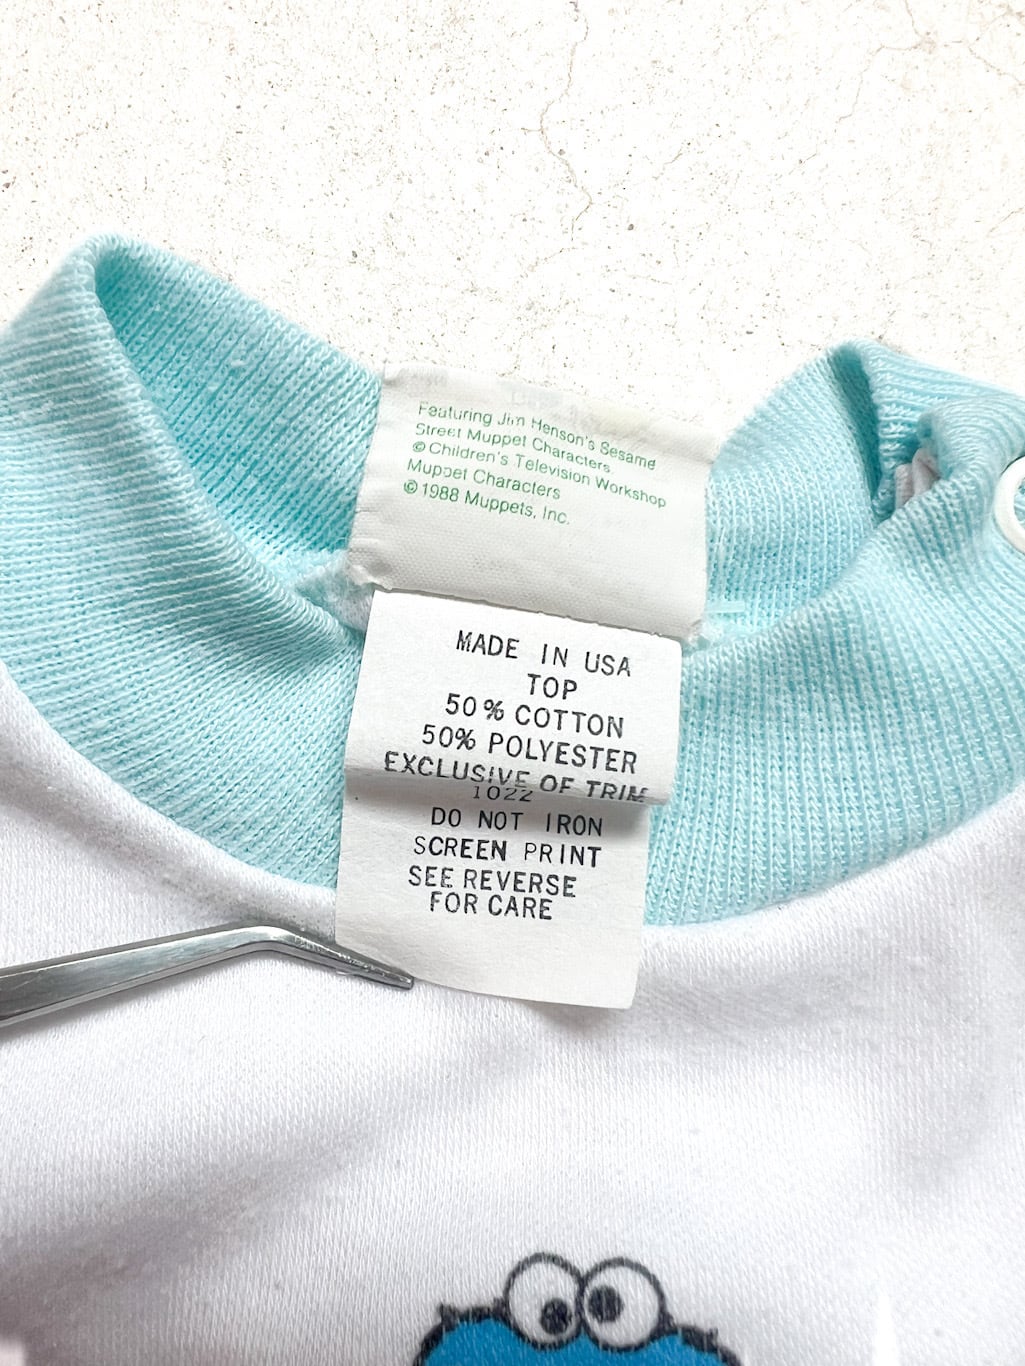 Featuring Jim Henson's Sesame
Street Muppet Characters.
© Children's Television Workshop
Muppet Characters
© 1988 Muppets, Inc.
MADE IN USA
TOP
50% COTTON
50% POLYESTER
EXCLUSIVE OF TRIM
1022
DO NOT IRON
SCREEN PRINT
SEE REVERSE
FOR CARE